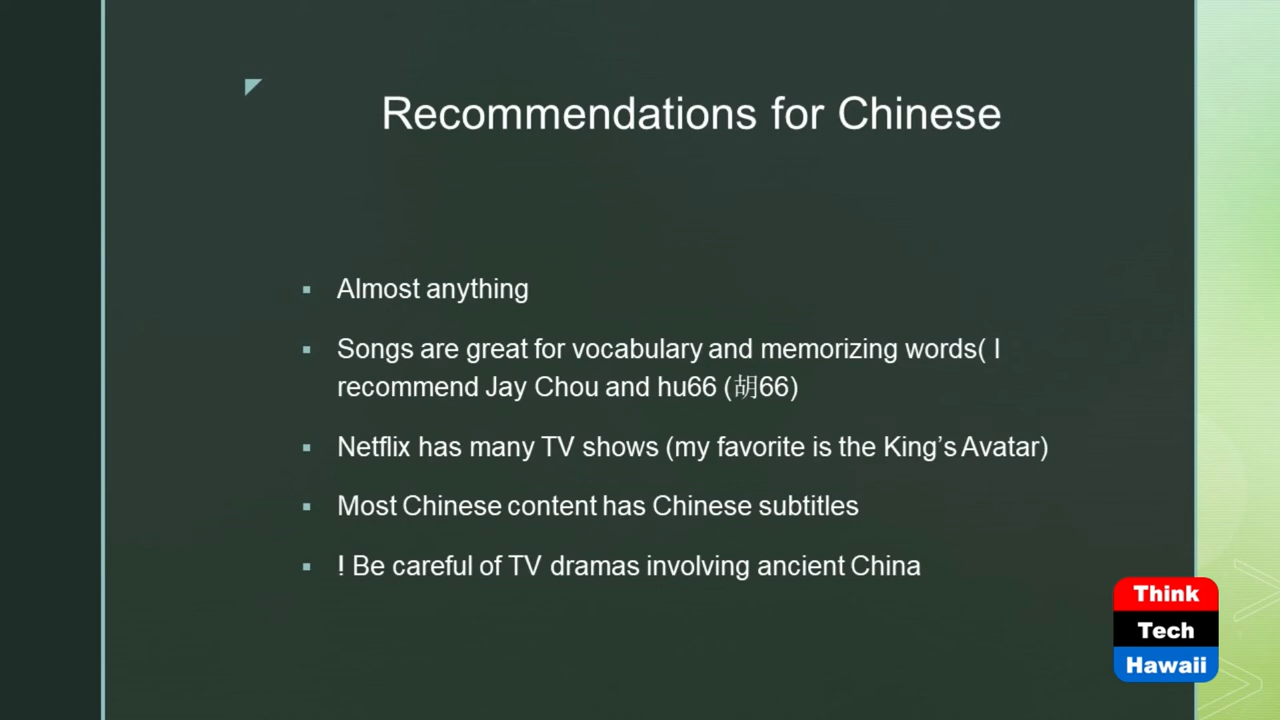 Recommendations for Chinese
Almost anything
Songs are great for vocabulary and memorizing words( I
recommend Jay Chou and hu66 (胡66)
Netflix has many TV shows (my favorite is the King’s Avatar)
Most Chinese content has Chinese subtitles
! Be careful of TV dramas involving ancient China
Think
Tech
Hawaii